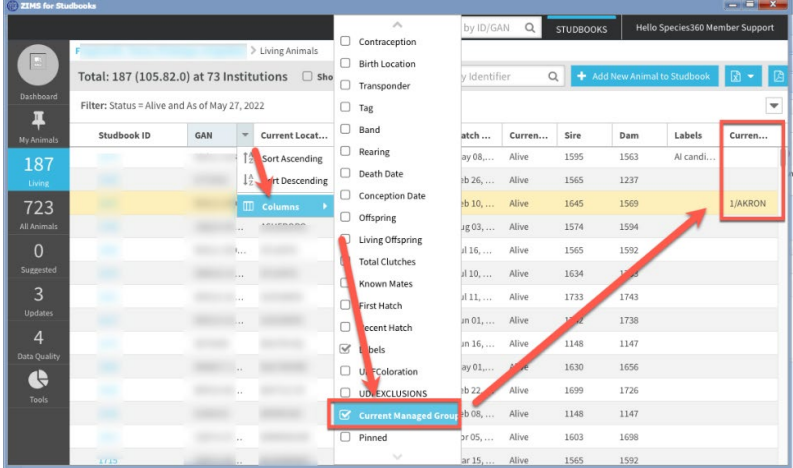 ZIMS for Studbooks
by ID/GAN
STUDBOOKS
Hello Species360 Member Support
> Living Animals
Total: 187 (105.82.0) at 73 Institutions
Sho
y Identifier
+ Add New Animal to Studbook
Filter: Status = Alive and As of May 27, 2022
Dashboard
My Animals
187
Living
723
All Animals
0
Suggested
3
Updates
4
Data Quality
Tools
Studbook ID GAN Current Locat... atch ... Curren... Sire Dam Labels Curren...
Sort Ascending
Sort Descending
Columns
Contraception
Birth Location
Transponder
Tag
Band
Rearing
Death Date
Conception Date
Offspring
Living Offspring
Total Clutches
Known Mates
First Hatch
Recent Hatch
Labels
UDFColoration
UDFEXCLUSIONS
Current Managed Group
Pinned
ay 08,... Alive 1595 1563 AI candi...
eb 26, ... Alive 1565 1237
eb 10, ... Alive 1645 1569 1/AKRON
ug 03, ... Alive 1574 1594
ul 16, ... Alive 1565 1592
ul 10, ... Alive 1634
ul 11, ... Alive 1733 1743
un 01, ... Alive 1738
un 16, ... Alive 1148 1147
ay 01,... Alive 1630 1656
eb 22, Alive 1699 1726
eb 08, ... Alive 1148 1147
pr 05, ... Alive 1603 1698
1715 ar 15, ... Alive 1565 1592